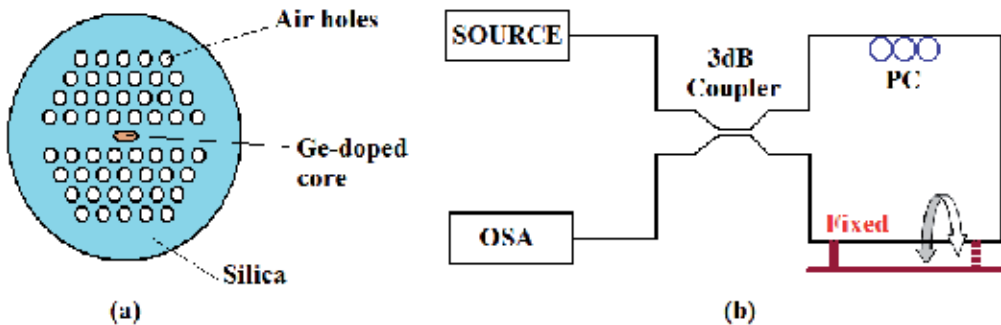 Air holes
Ge-doped
core
Silica
(a)
SOURCE
3dB
Coupler
PC
OSA
Fixed
(b)